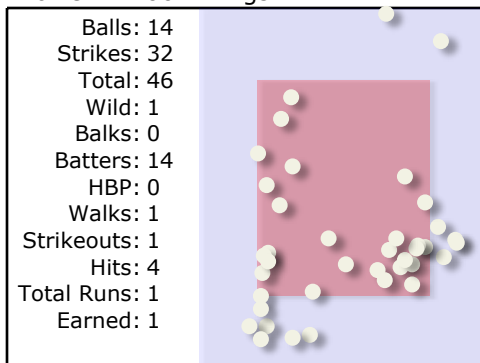 Balls: 14
Strikes: 32
Total: 46
Wild: 1
Balks: 0
Batters: 14
HBP: 0
Walks: 1
Strikeouts: 1
Hits: 4
Total Runs: 1
Earned: 1